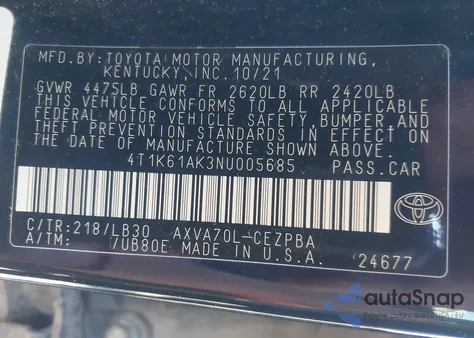 MFD.BY: TOYOTA MOTOR MANUFACTURING,
KENTUCKY, INC. 10/21
GVWR 4475LB GAWR FR 2620LB RR 2420LB
THIS VEHICLE CONFORMS TO ALL APPLICABLE
FEDERAL MOTOR VEHICLE SAFETY, BUMPER, AND
THEFT PREVENTION STANDARDS IN EFFECT ON
THE DATE OF MANUFACTURE SHOWN ABOVE.
4T1K61AK3NU005685 PASS.CAR
C/TR:218/LB30 AXVA70L-CEZPBA
A/TM: 7UB80E MADE IN U.S.A. 24677
TOYOTA
autoSnap